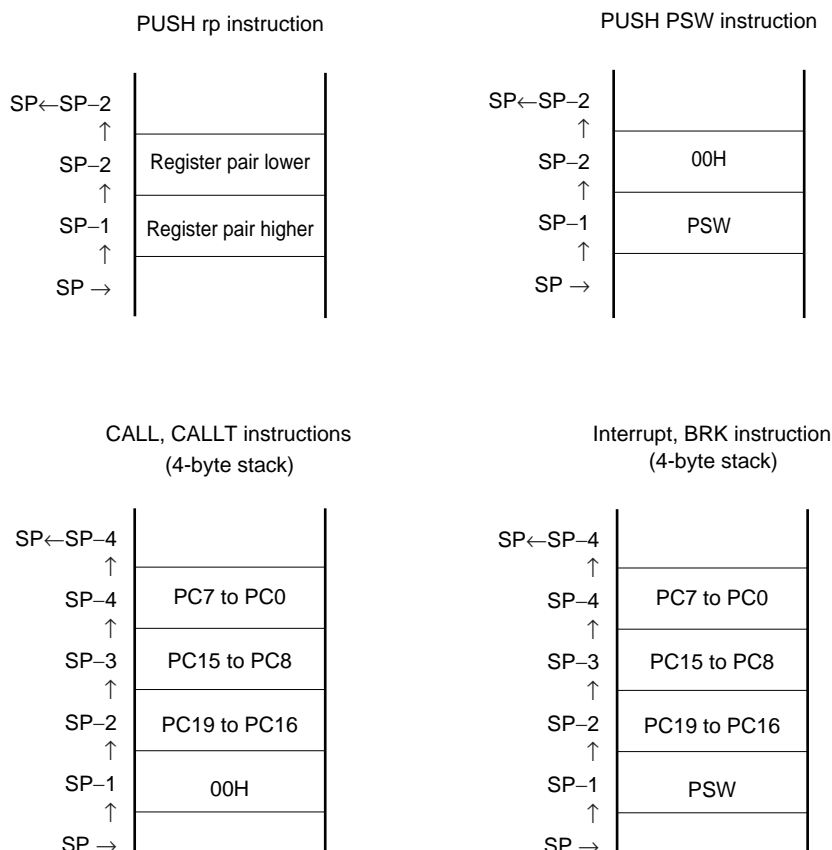 PUSH rp instruction
SP←SP–2
↑
SP–2 Register pair lower
↑
SP–1 Register pair higher
↑
SP →
PUSH PSW instruction
SP←SP–2
↑
SP–2 00H
↑
SP–1 PSW
↑
SP →
CALL, CALLT instructions
(4-byte stack)
SP←SP–4
↑
SP–4 PC7 to PC0
↑
SP–3 PC15 to PC8
↑
SP–2 PC19 to PC16
↑
SP–1 00H
↑
SP →
Interrupt, BRK instruction
(4-byte stack)
SP←SP–4
↑
SP–4 PC7 to PC0
↑
SP–3 PC15 to PC8
↑
SP–2 PC19 to PC16
↑
SP–1 PSW
↑
SP →